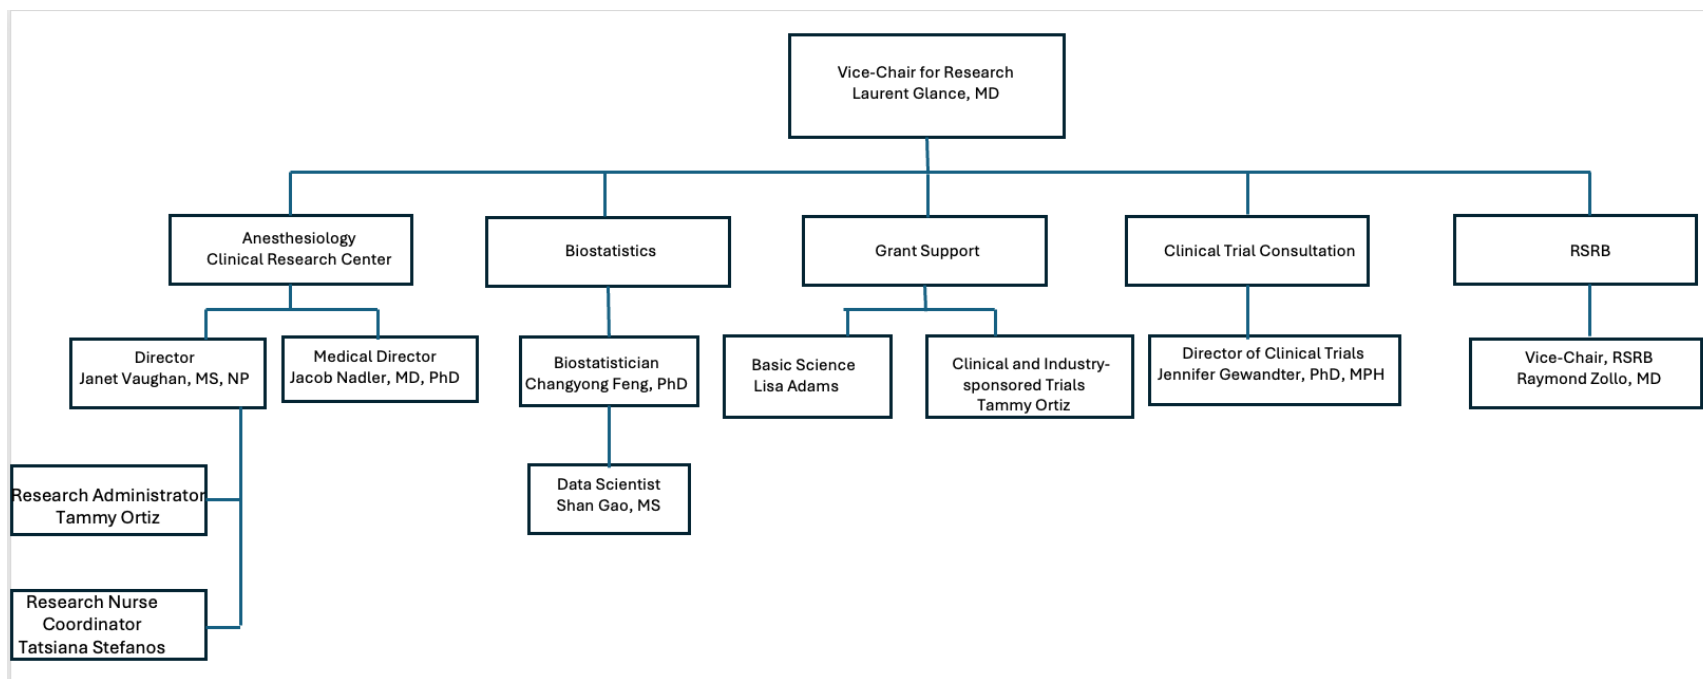 Vice-Chair for Research
Laurent Glance, MD
Anesthesiology
Clinical Research Center
Biostatistics
Grant Support
Clinical Trial Consultation
RSRB
Director
Janet Vaughan, MS, NP
Medical Director
Jacob Nadler, MD, PhD
Biostatistician
Changyong Feng, PhD
Basic Science
Lisa Adams
Clinical and Industry-
sponsored Trials
Tammy Ortiz
Director of Clinical Trials
Jennifer Gewandter, PhD, MPH
Vice-Chair, RSRB
Raymond Zollo, MD
Research Administrator
Tammy Ortiz
Data Scientist
Shan Gao, MS
Research Nurse
Coordinator
Tatsiana Stefanos